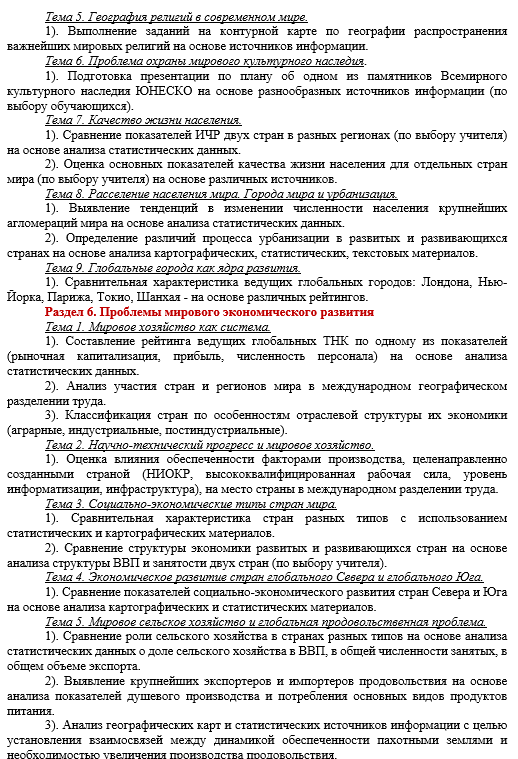 Тема 5. География религий в современном мире.
1). Выполнение заданий на контурной карте по географии распространения
важнейших мировых религий на основе источников информации.
Тема 6. Проблема охраны мирового культурного наследия.
1). Подготовка презентации по плану об одном из памятников Всемирного
культурного наследия ЮНЕСКО на основе разнообразных источников информации (по
выбору обучающихся).
Тема 7. Качество жизни населения.
1). Сравнение показателей ИЧР двух стран в разных регионах (по выбору учителя)
на основе анализа статистических данных.
2). Оценка основных показателей качества жизни населения для отдельных стран
мира (по выбору учителя) на основе различных источников.
Тема 8. Расселение населения мира. Города мира и урбанизация.
1). Выявление тенденций в изменении численности населения крупнейших
агломераций мира на основе анализа статистических данных.
2). Определение различий процесса урбанизации в развитых и развивающихся
странах на основе анализа картографических, статистических, текстовых материалов.
Тема 9. Глобальные города как ядра развития.
1). Сравнительная характеристика ведущих глобальных городов: Лондона, Нью-
Йорка, Парижа, Токио, Шанхая - на основе различных рейтингов.
Раздел 6. Проблемы мирового экономического развития
Тема 1. Мировое хозяйство как система.
1). Составление рейтинга ведущих глобальных ТНК по одному из показателей
(рыночная капитализация, прибыль, численность персонала) на основе анализа
статистических данных.
2). Анализ участия стран и регионов мира в международном географическом
разделении труда.
3). Классификация стран по особенностям отраслевой структуры их экономики
(аграрные, индустриальные, постиндустриальные).
Тема 2. Научно-технический прогресс и мировое хозяйство.
1). Оценка влияния обеспеченности факторами производства, целенаправленно
созданными страной (НИОКР, высококвалифицированная рабочая сила, уровень
информатизации, инфраструктура), на место страны в международном разделении труда.
Тема 3. Социально-экономические типы стран мира.
1). Сравнительная характеристика стран разных типов с использованием
статистических и картографических материалов.
2). Сравнение структуры экономики развитых и развивающихся стран на основе
анализа структуры ВВП и занятости двух стран (по выбору учителя).
Тема 4. Экономическое развитие стран глобального Севера и глобального Юга.
1). Сравнение показателей социально-экономического развития стран Севера и Юга
на основе анализа картографических и статистических материалов.
Тема 5. Мировое сельское хозяйство и глобальная продовольственная проблема.
1). Сравнение роли сельского хозяйства в странах разных типов на основе анализа
статистических данных о доле сельского хозяйства в ВВП, в общей численности занятых, в
общем объеме экспорта.
2). Выявление крупнейших экспортеров и импортеров продовольствия на основе
анализа показателей душевого производства и потребления основных видов продуктов
питания.
3). Анализ географических карт и статистических источников информации с целью
установления взаимосвязей между динамикой обеспеченности пахотными землями и
необходимостью увеличения производства продовольствия.